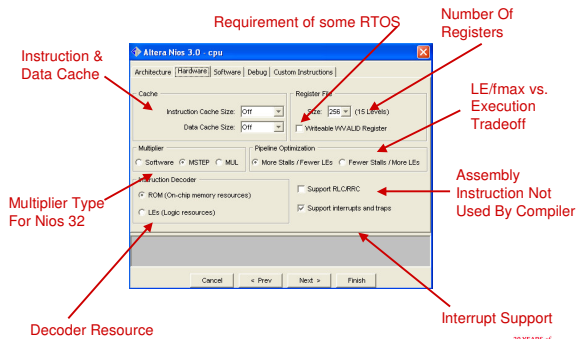 Requirement of some RTOS
Number Of
Registers
Instruction &
Data Cache
Altera Nios 3.0 - cpu
Architecture Hardware Software Debug Custom Instructions
Cache
Instruction Cache Size: Off
Data Cache Size: Off
Register File
Size: 256 (15 Levels)
Writeable WVALID Register
LE/fmax vs.
Execution
Tradeoff
Multiplier
Software MSTEP MUL
Pipeline Optimization
More Stalls / Fewer LEs Fewer Stalls / More LEs
Instruction Decoder
ROM (On-chip memory resources)
LEs (Logic resources)
Support RLC/RRC
Support interrupts and traps
Multiplier Type
For Nios 32
Assembly
Instruction Not
Used By Compiler
Cancel < Prev Next > Finish
Interrupt Support
Decoder Resource
20 YEARS of